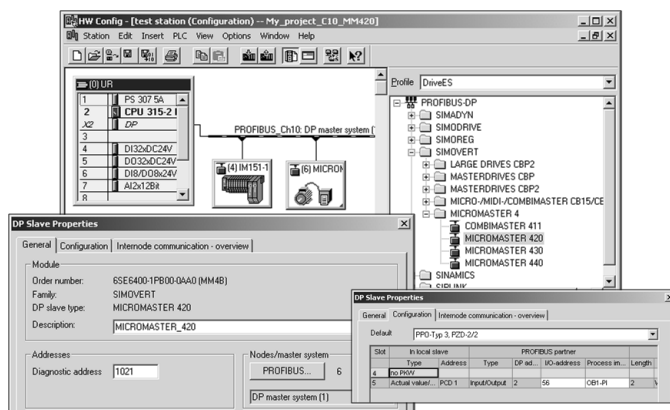 HW Config - [test station (Configuration) -- My_project_C10_MM420]
Station Edit Insert PLC View Options Window Help
(0) UR
1 PS 307 5A
2 CPU 315-2
X2 DP
3
4 DI32xDC24V
5 DO32xDC24V
6 DI8/DO8x24V
7 AI2x12Bit
8
PROFIBUS_Ch10: DP master system (
(4) IM151-1
(6) MICROM
Profile DriveES
PROFIBUS-DP
SIMADYN
SIMODRIVE
SIMOREG
SIMOVERT
LARGE DRIVES CBP2
MASTERDRIVES CBP
MASTERDRIVES CBP2
MICRO-/MIDI-/COMBIMASTER CB15/CB
MICROMASTER 4
COMBIMASTER 411
MICROMASTER 420
MICROMASTER 430
MICROMASTER 440
SINAMICS
SIPLINK
DP Slave Properties
General Configuration Internode communication - overview
Module
Order number: 6SE6400-1PB00-0AA0 (MM4B)
Family: SIMOVERT
DP slave type: MICROMASTER 420
Description: MICROMASTER_420
Addresses
Diagnostic address 1021
Nodes/master system
PROFIBUS... 6
DP master system (1)
DP Slave Properties
General Configuration Internode communication - overview
Default PPO-Typ 3, PZD-2/2
Slot In local slave PROFIBUS partner
Type Address Type DP ad... I/O-address Process im... Length
4 no PKW
5 Actual value/... PCD 1 Input/Output 2 56 OB1-PI 2